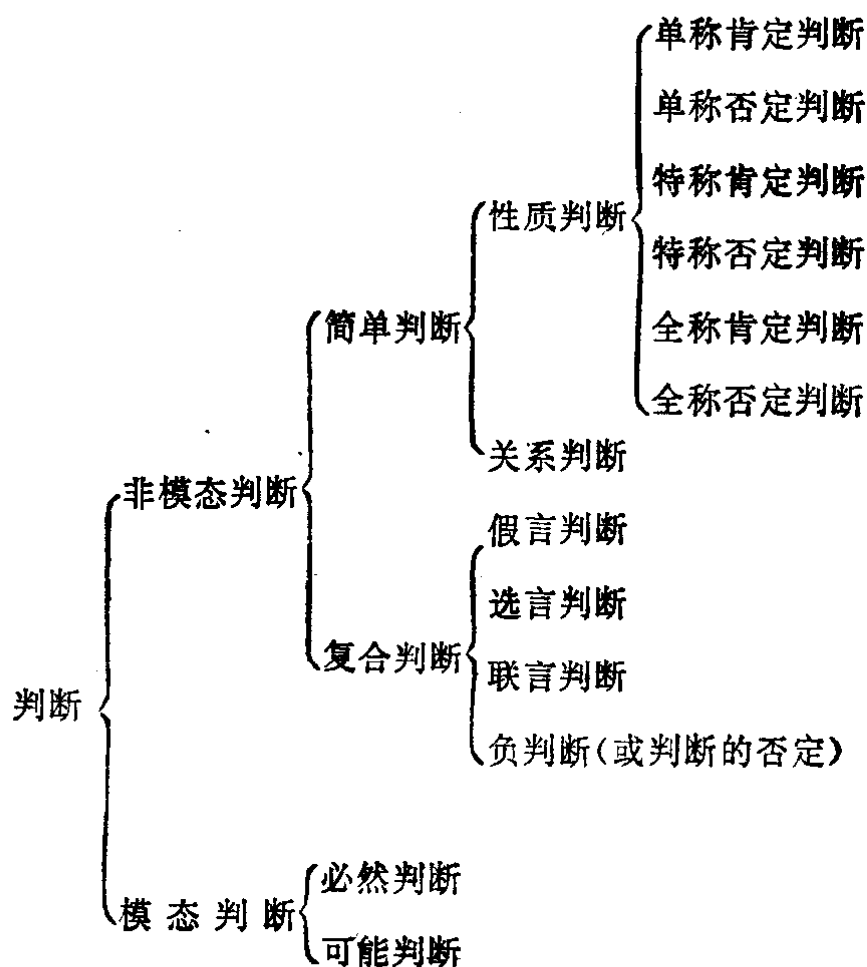 单称肯定判断
单称否定判断
特称肯定判断
性质判断
特称否定判断
简单判断
全称肯定判断
全称否定判断
关系判断
非模态判断
假言判断
选言判断
复合判断
联言判断
判断
负判断(或判断的否定)
必然判断
模态判断
可能判断